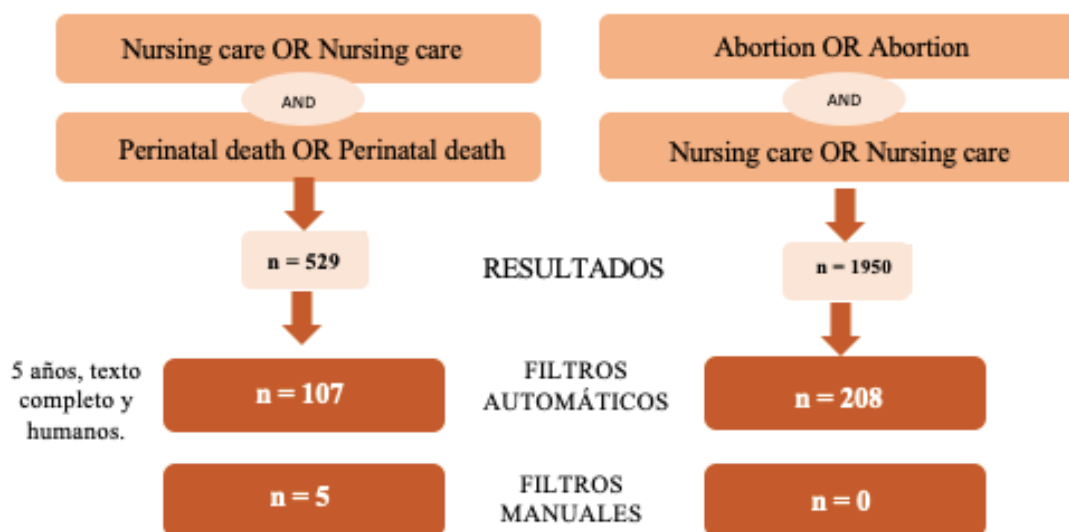 Nursing care OR Nursing care
AND
Perinatal death OR Perinatal death
Abortion OR Abortion
AND
Nursing care OR Nursing care
n = 529
RESULTADOS
n = 1950
5 años, texto
completo y
humanos.
n = 107
FILTROS
AUTOMÁTICOS
n = 208
n = 5
FILTROS
MANUALES
n = 0